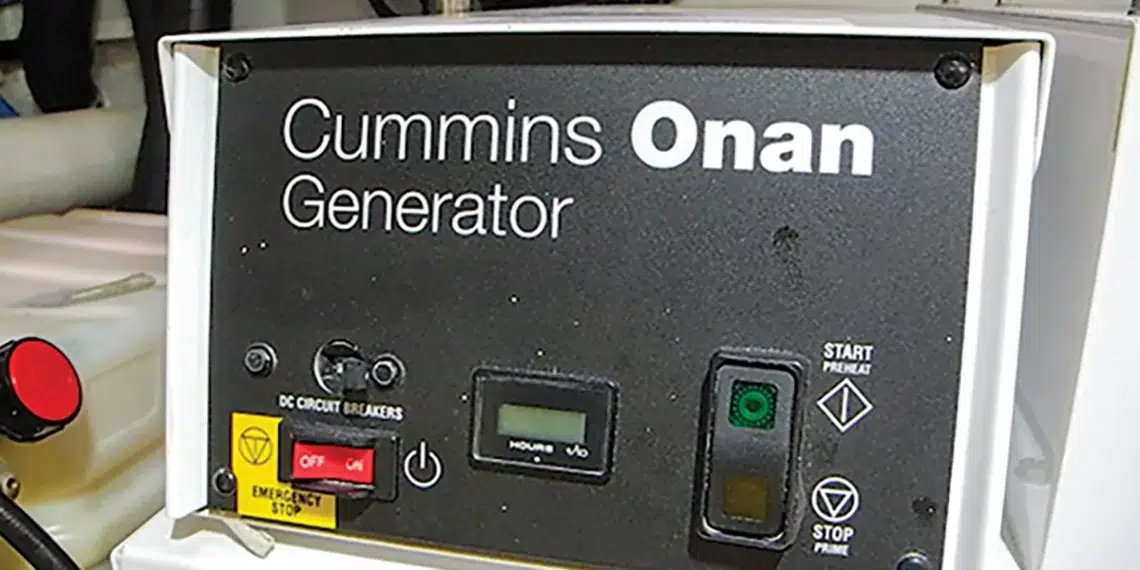 Cummins Onan
Generator
START
PREHEAT
DC CIRCUIT BREAKERS
OFF ON
HOURS
EMERGENCY
STOP
STOP
PRIME